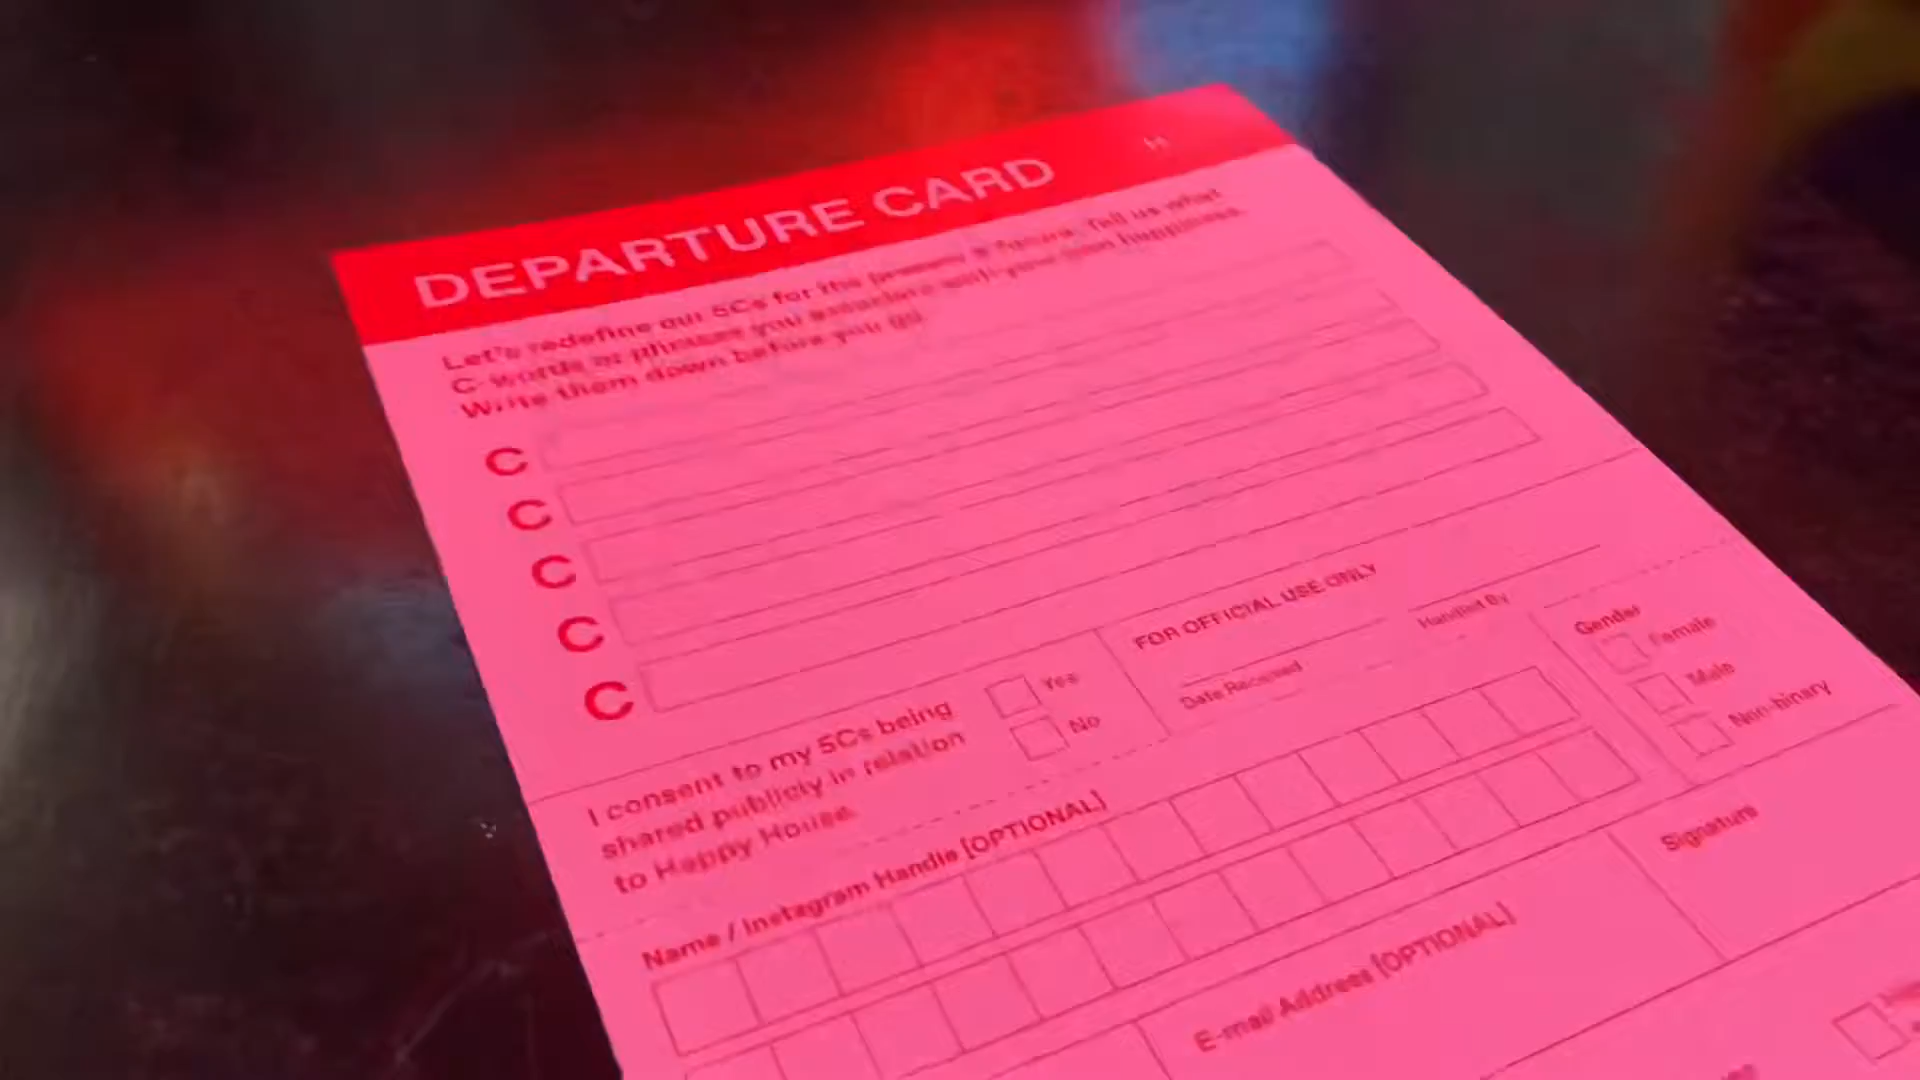 DEPARTURE CARD
Let's redefine our 5Cs for the present & future. Tell us what
C-words or phrases you associate with your own happiness.
Write them down before you go.
C
C
C
C
C
I consent to my 5Cs being
shared publicly in relation
to Happy House.
Yes
No
FOR OFFICIAL USE ONLY
Date Received
Handled By
Gender
Female
Male
Non-binary
Name / Instagram Handle [OPTIONAL]
E-mail Address [OPTIONAL]
Signature